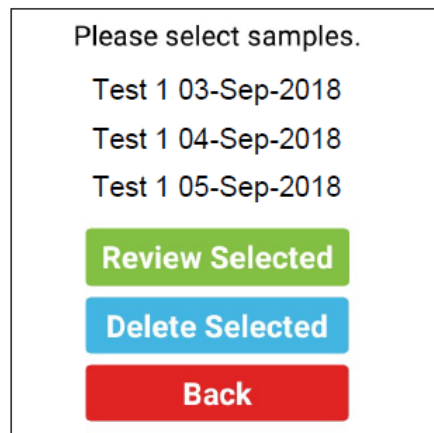 Please select samples.
Test 1 03-Sep-2018
Test 1 04-Sep-2018
Test 1 05-Sep-2018
Review Selected
Delete Selected
Back